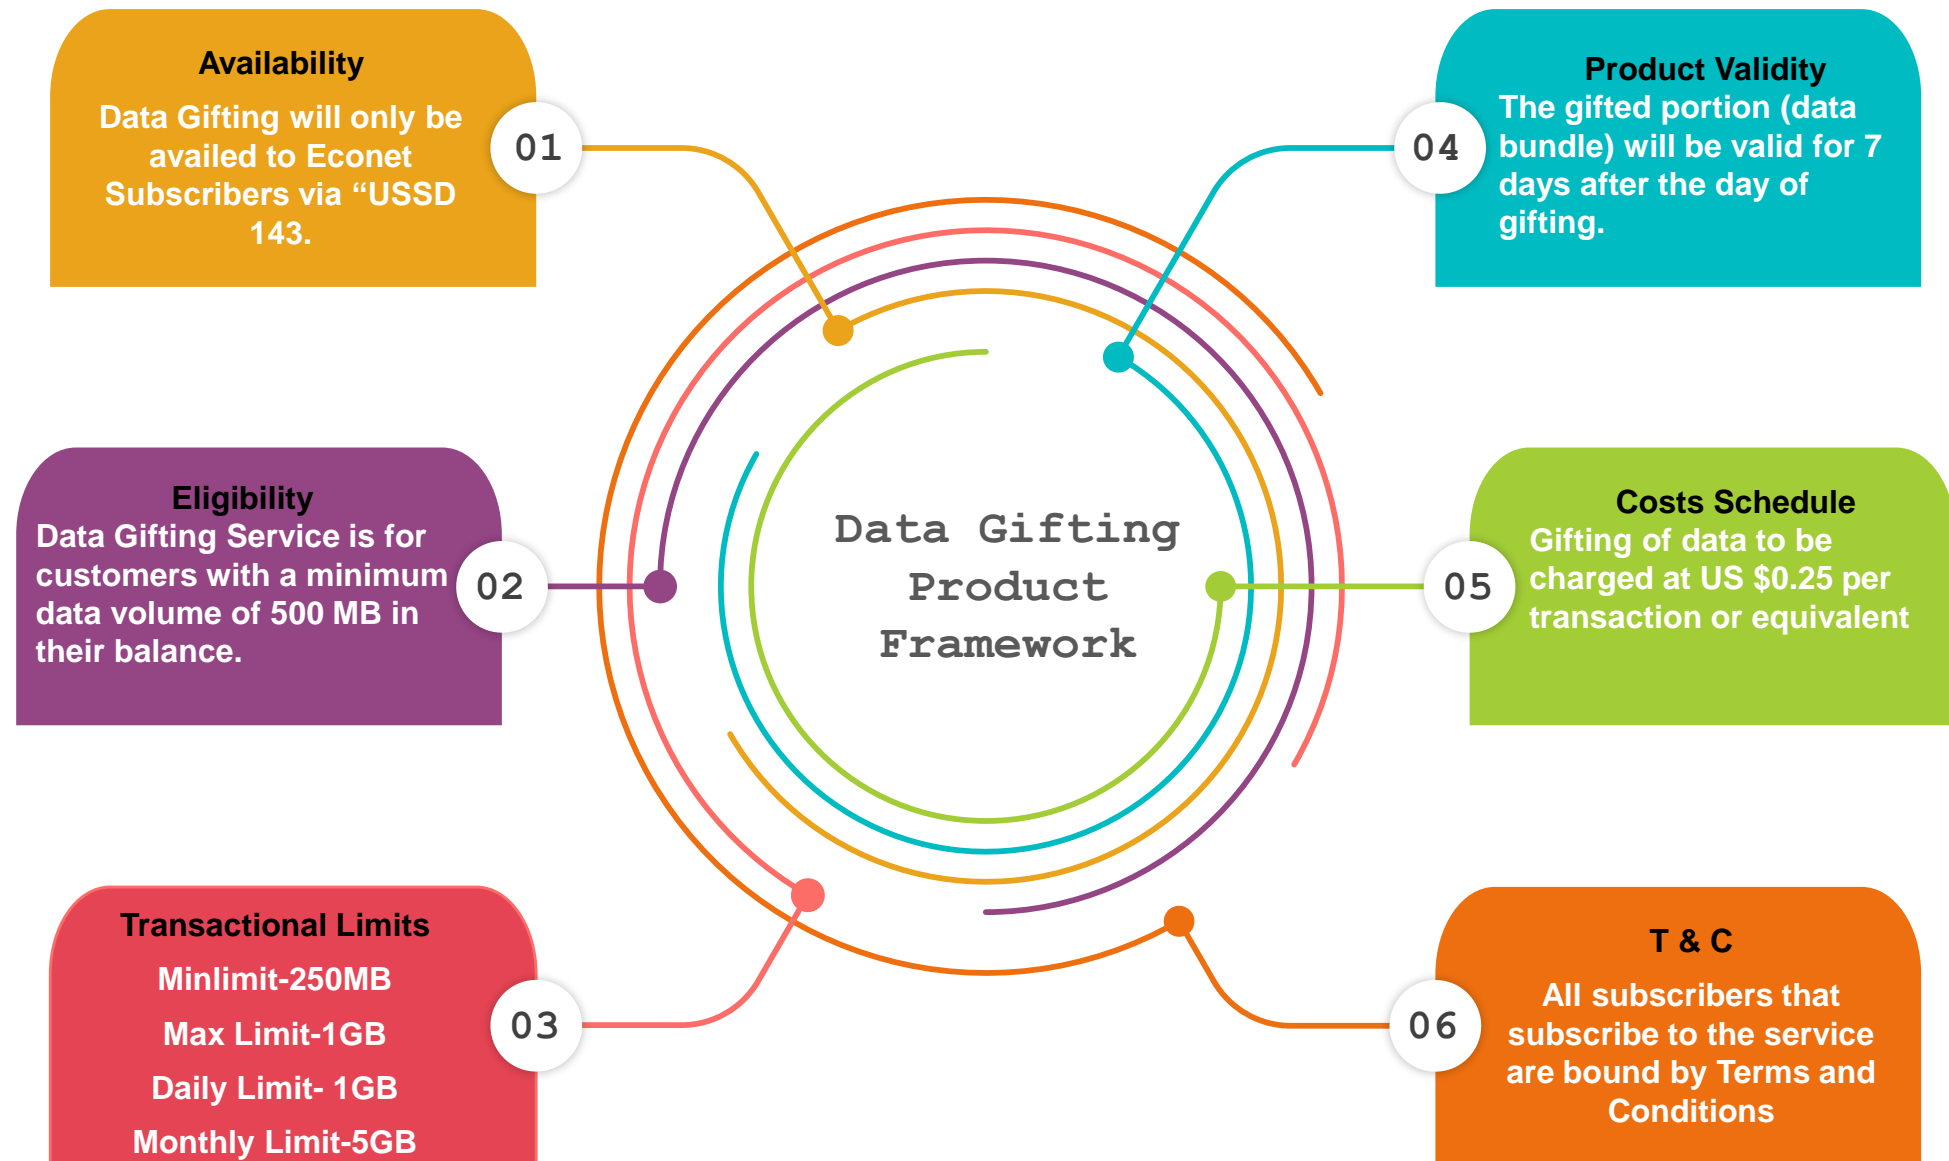 Availability
Data Gifting will only be
availed to Econet
Subscribers via “USSD
143.
01
Eligibility
Data Gifting Service is for
customers with a minimum
data volume of 500 MB in
their balance.
02
Transactional Limits
Minlimit-250MB
Max Limit-1GB
Daily Limit- 1GB
Monthly Limit-5GB
03
Data Gifting
Product
Framework
Product Validity
The gifted portion (data
bundle) will be valid for 7
days after the day of
gifting.
04
Costs Schedule
Gifting of data to be
charged at US $0.25 per
transaction or equivalent
05
T & C
All subscribers that
subscribe to the service
are bound by Terms and
Conditions
06